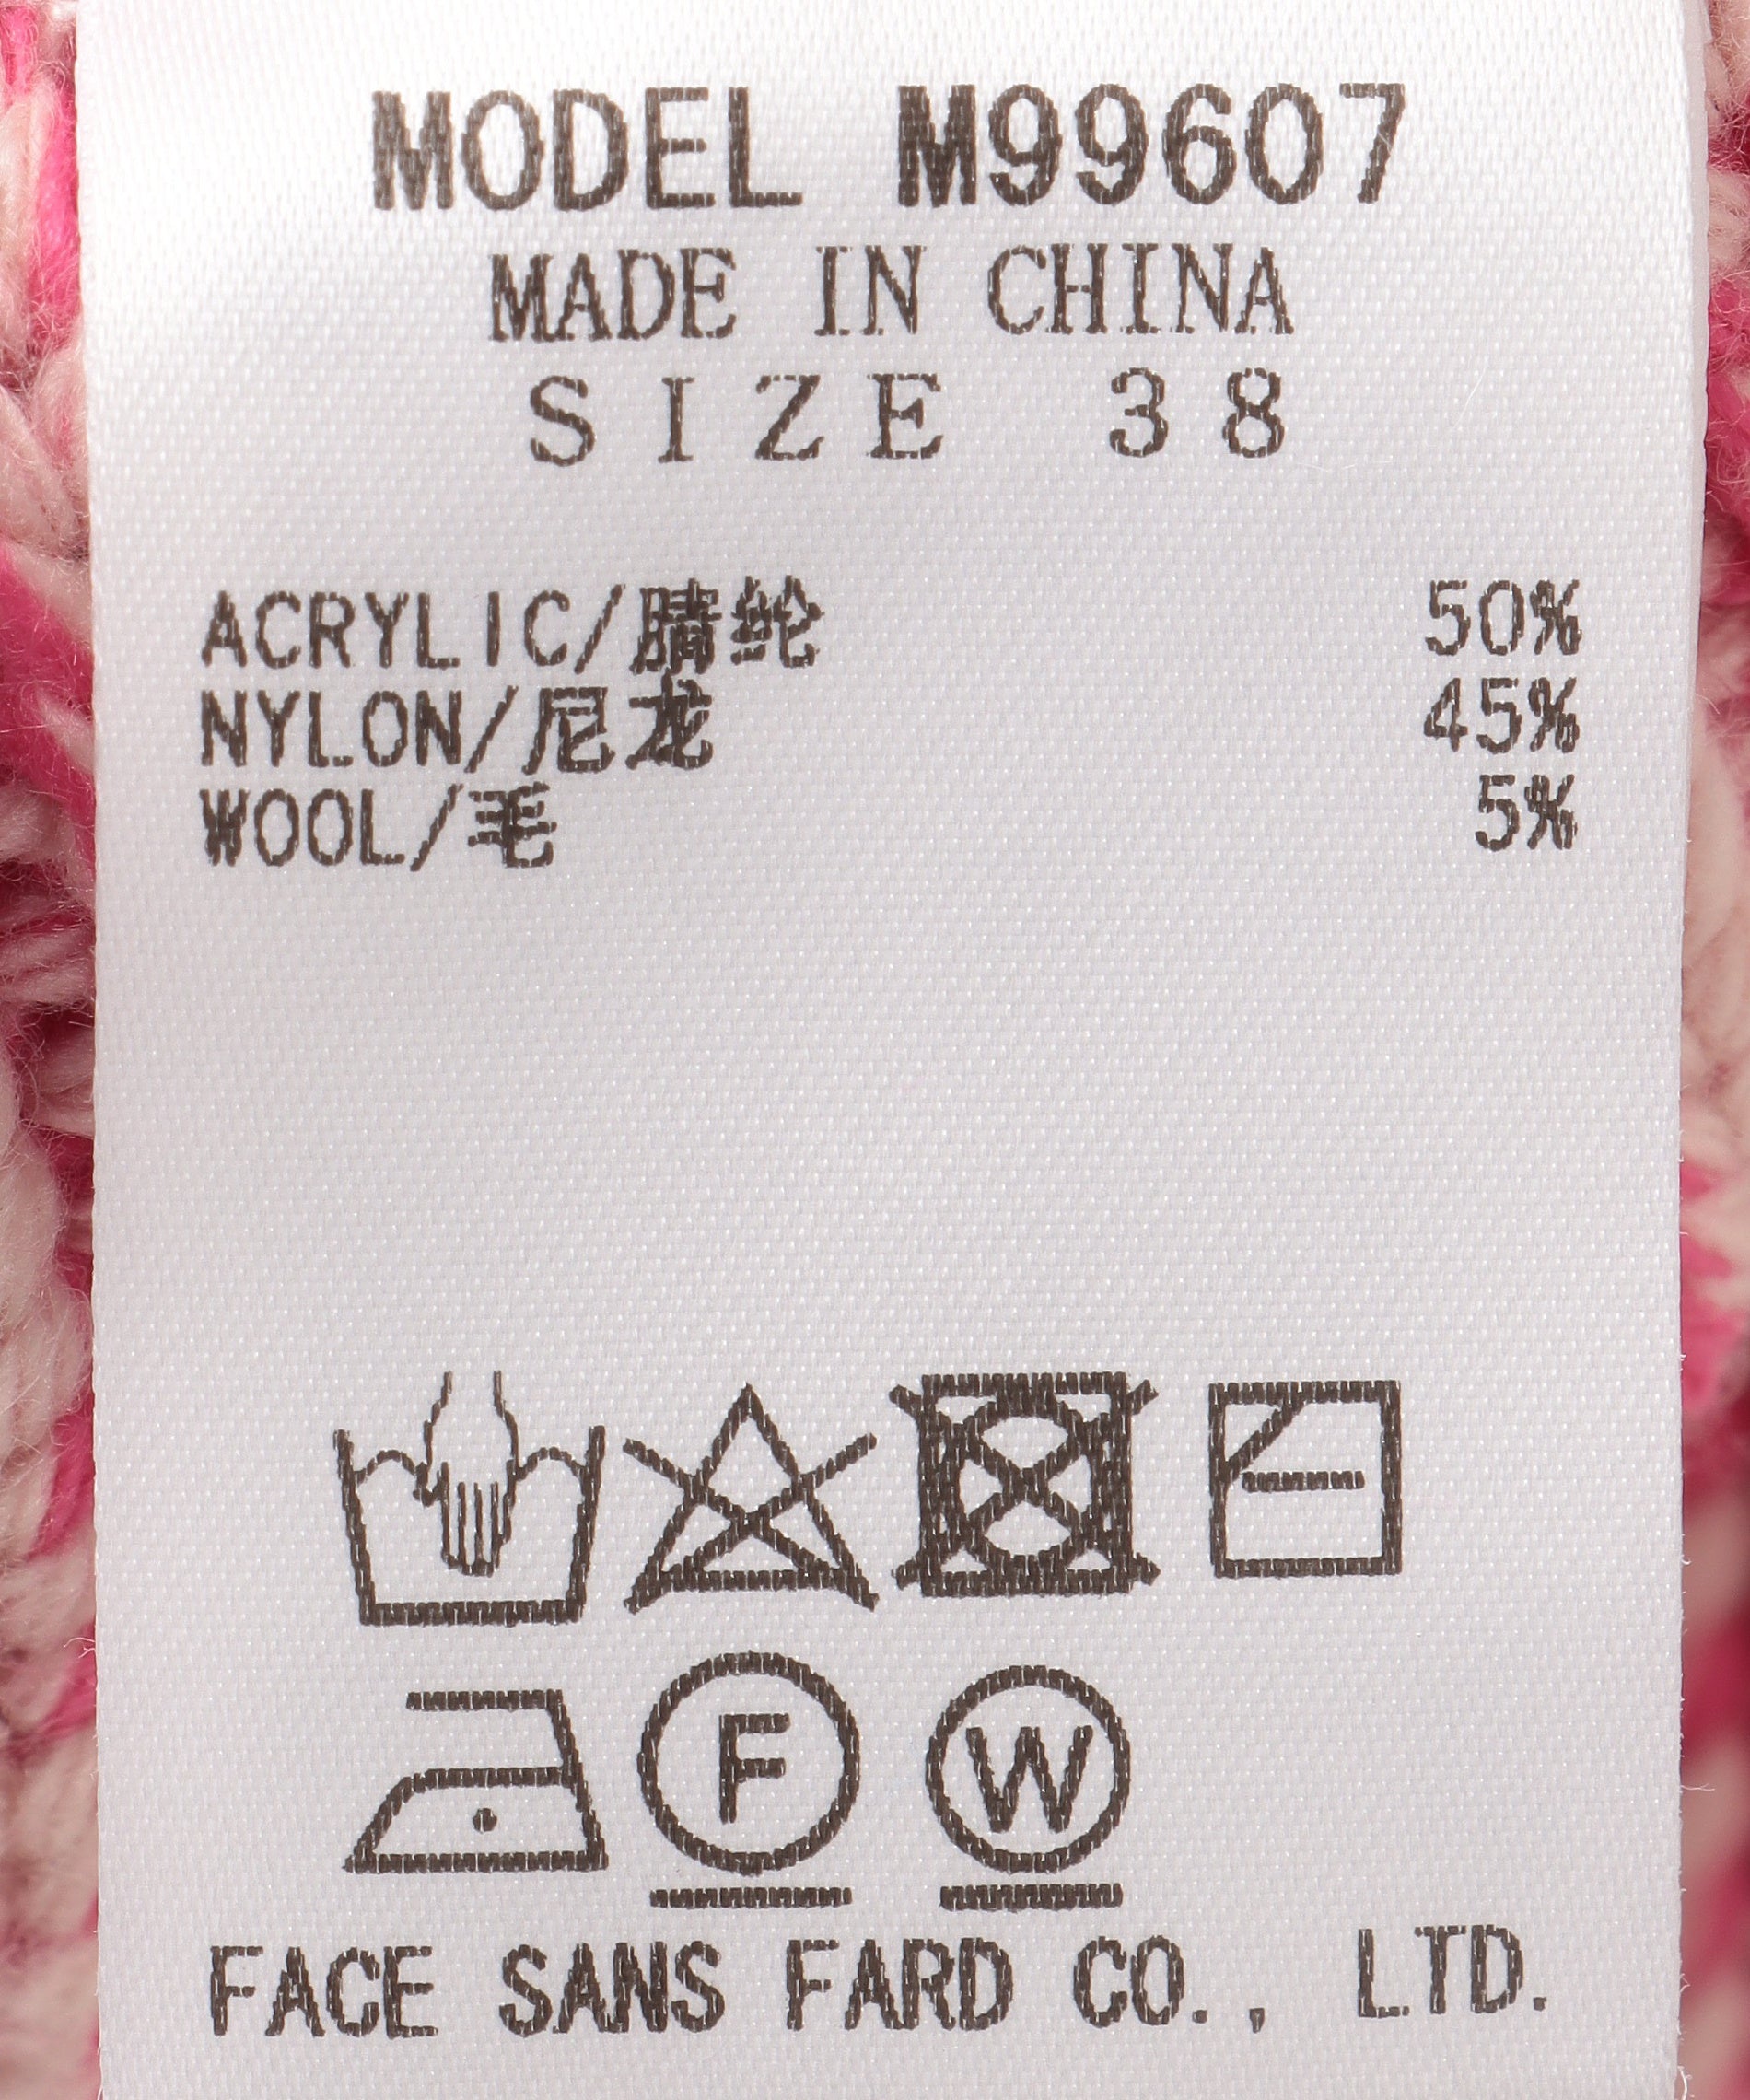 MODEL M99607
MADE IN CHINA
SIZE 38
ACRYLIC/腈纶 50%
NYLON/尼龙 45%
WOOL/毛 5%
F W
FACE SANS FARD CO., LTD.